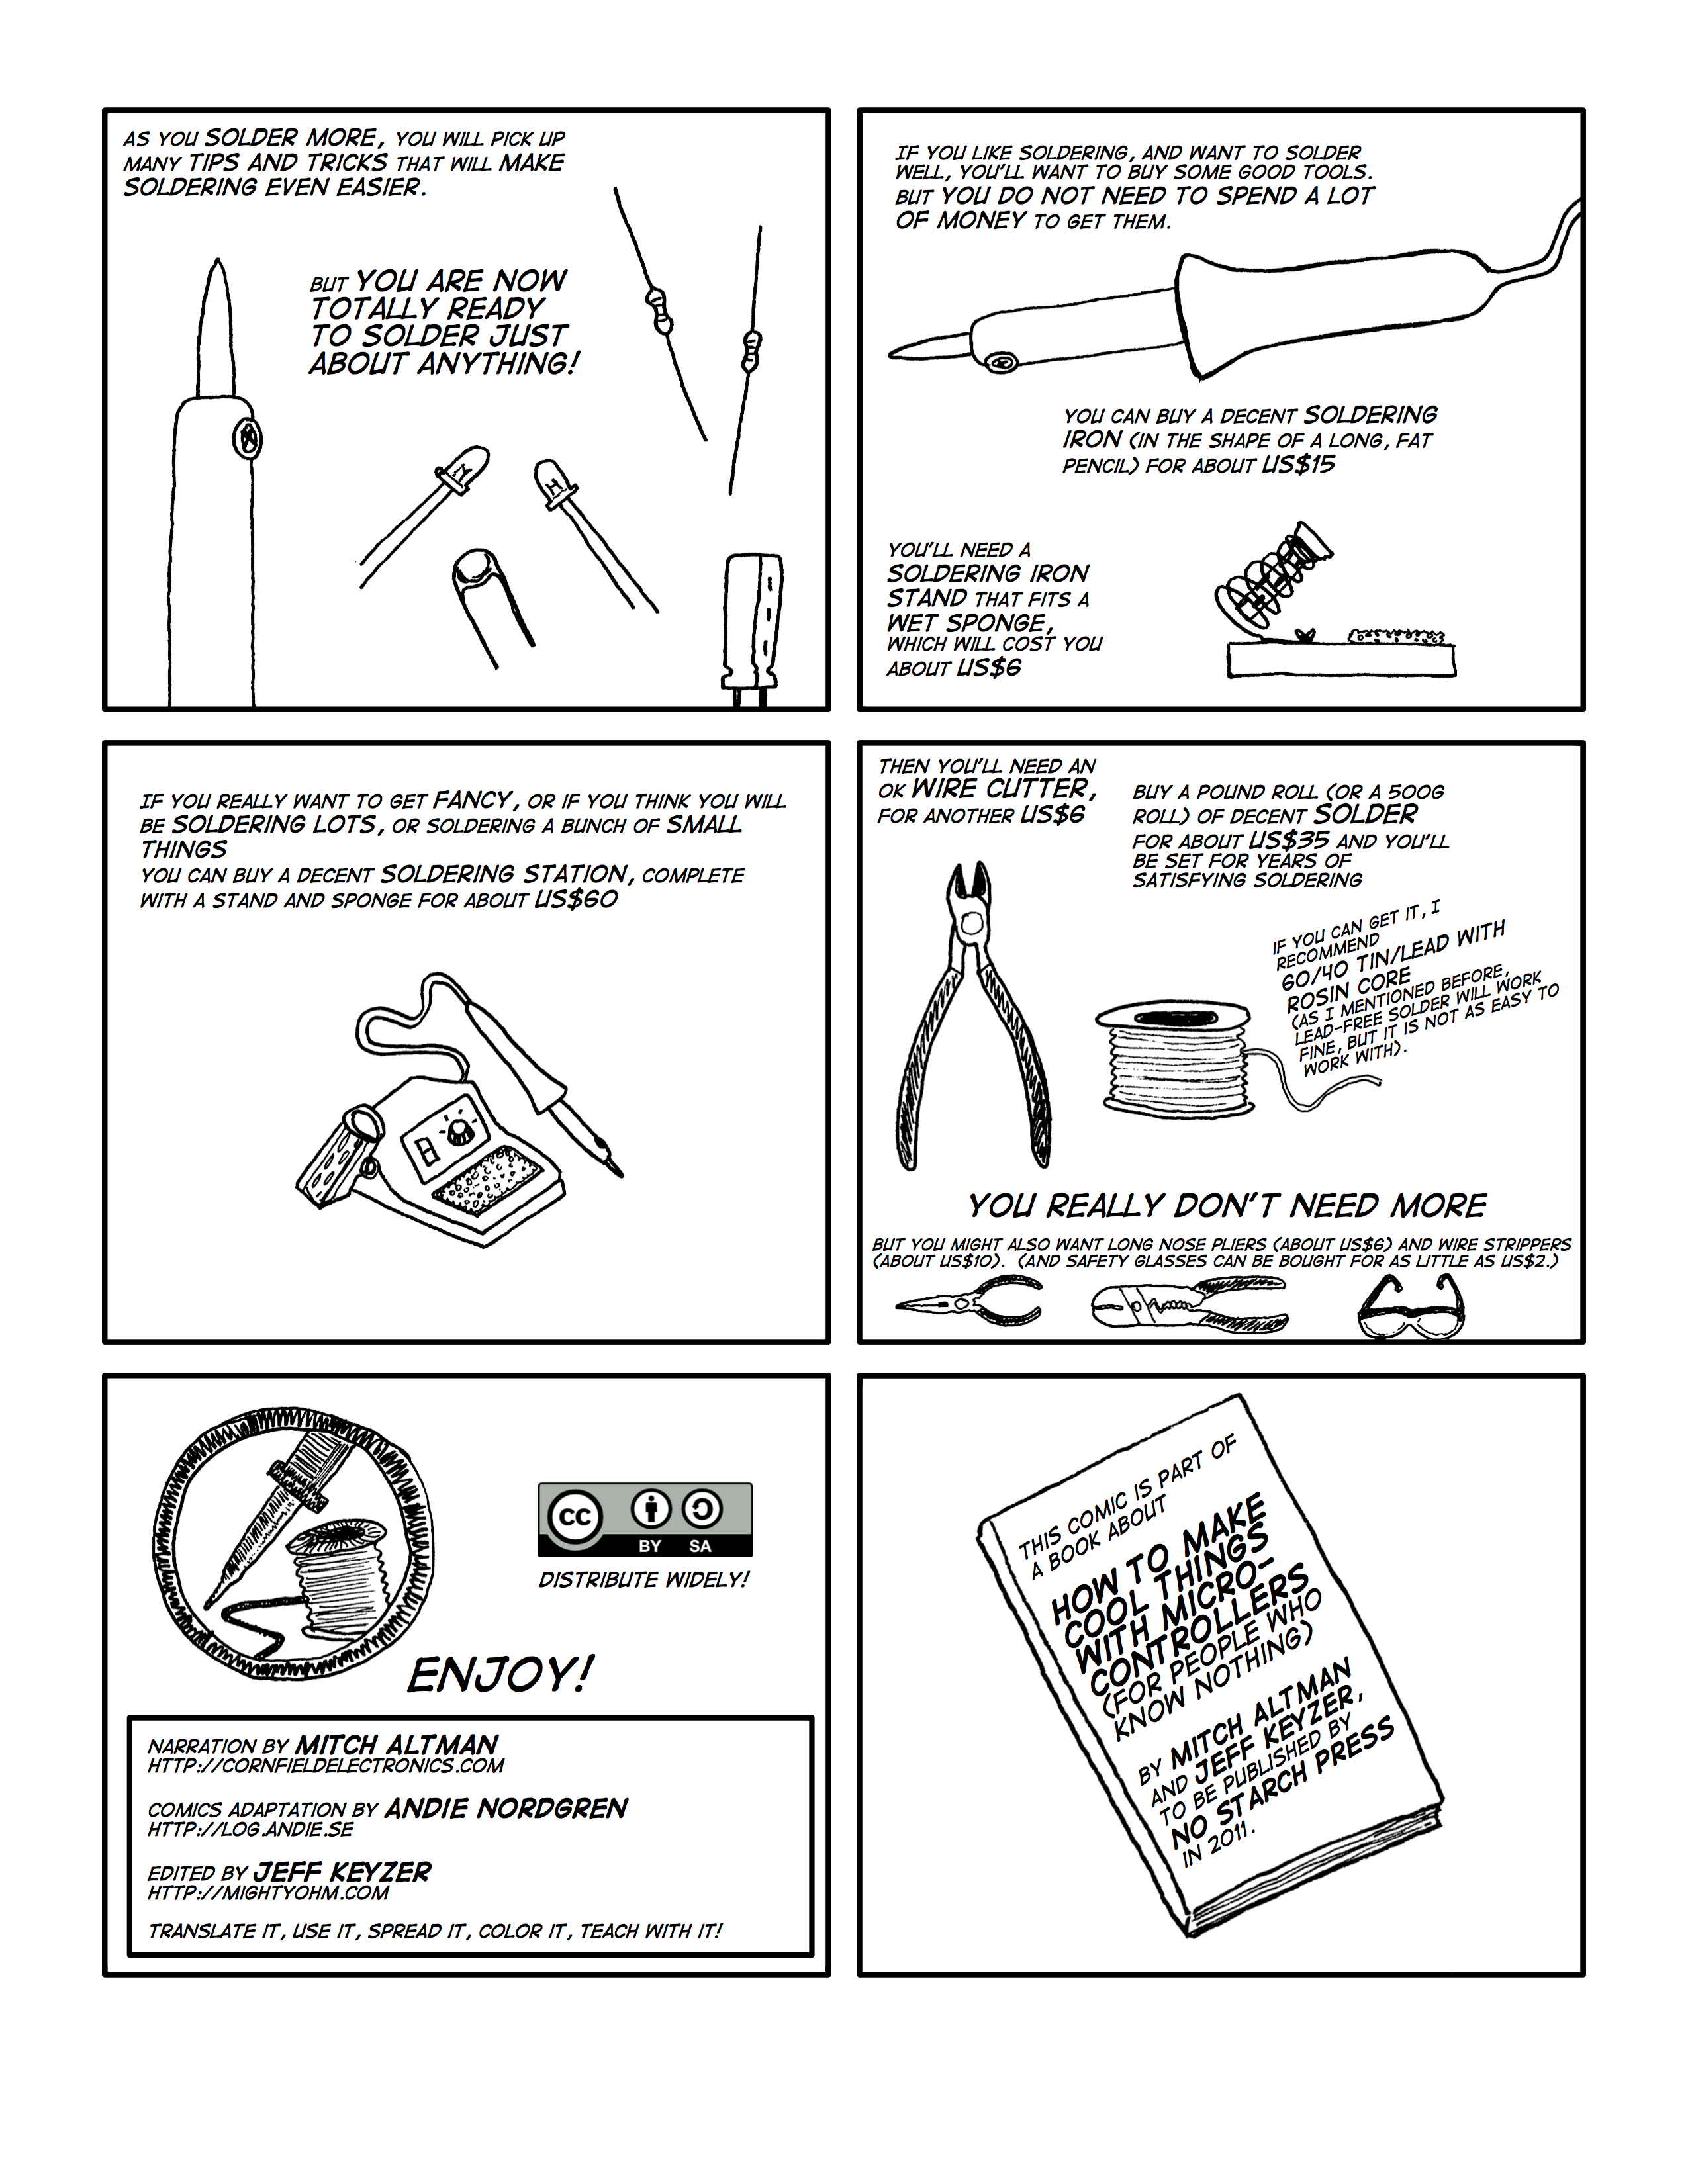 AS YOU SOLDER MORE, YOU WILL PICK UP
MANY TIPS AND TRICKS THAT WILL MAKE
SOLDERING EVEN EASIER.
BUT YOU ARE NOW
TOTALLY READY
TO SOLDER JUST
ABOUT ANYTHING!
IF YOU LIKE SOLDERING, AND WANT TO SOLDER
WELL, YOU'LL WANT TO BUY SOME GOOD TOOLS.
BUT YOU DO NOT NEED TO SPEND A LOT
OF MONEY TO GET THEM.
YOU CAN BUY A DECENT SOLDERING
IRON (IN THE SHAPE OF A LONG, FAT
PENCIL) FOR ABOUT US$15
YOU'LL NEED A
SOLDERING IRON
STAND THAT FITS A
WET SPONGE,
WHICH WILL COST YOU
ABOUT US$6
IF YOU REALLY WANT TO GET FANCY, OR IF YOU THINK YOU WILL
BE SOLDERING LOTS, OR SOLDERING A BUNCH OF SMALL
THINGS
YOU CAN BUY A DECENT SOLDERING STATION, COMPLETE
WITH A STAND AND SPONGE FOR ABOUT US$60
THEN YOU'LL NEED AN
OK WIRE CUTTER,
FOR ANOTHER US$6
BUY A POUND ROLL (OR A 500G
ROLL) OF DECENT SOLDER
FOR ABOUT US$35 AND YOU'LL
BE SET FOR YEARS OF
SATISFYING SOLDERING
IF YOU CAN GET IT, I
RECOMMEND
60/40 TIN/LEAD WITH
ROSIN CORE
(AS I MENTIONED BEFORE,
LEAD-FREE SOLDER WILL WORK
FINE, BUT IT IS NOT AS EASY TO
WORK WITH).
YOU REALLY DON'T NEED MORE
BUT YOU MIGHT ALSO WANT LONG NOSE PLIERS (ABOUT US$6) AND WIRE STRIPPERS
(ABOUT US$10). (AND SAFETY GLASSES CAN BE BOUGHT FOR AS LITTLE AS US$2.)
CC
BY SA
DISTRIBUTE WIDELY!
ENJOY!
NARRATION BY MITCH ALTMAN
HTTP://CORNFIELDELECTRONICS.COM
COMICS ADAPTATION BY ANDIE NORDGREN
HTTP://LOG.ANDIE.SE
EDITED BY JEFF KEYZER
HTTP://MIGHTYOHM.COM
TRANSLATE IT, USE IT, SPREAD IT, COLOR IT, TEACH WITH IT!
THIS COMIC IS PART OF
A BOOK ABOUT
HOW TO MAKE
COOL THINGS
WITH MICRO-
CONTROLLERS
(FOR PEOPLE WHO
KNOW NOTHING)
BY MITCH ALTMAN
AND JEFF KEYZER,
TO BE PUBLISHED BY
NO STARCH PRESS
IN 2011.